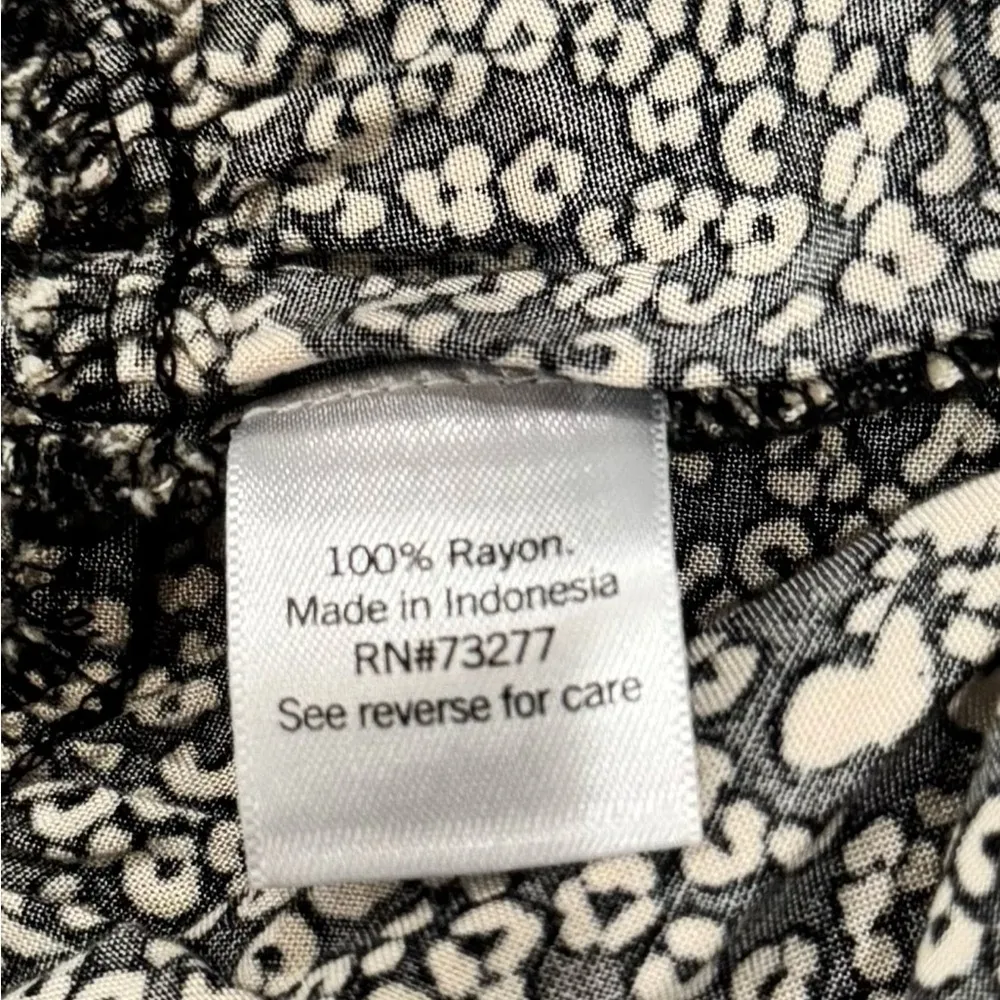 100% Rayon.
Made in Indonesia
RN#73277
See reverse for care